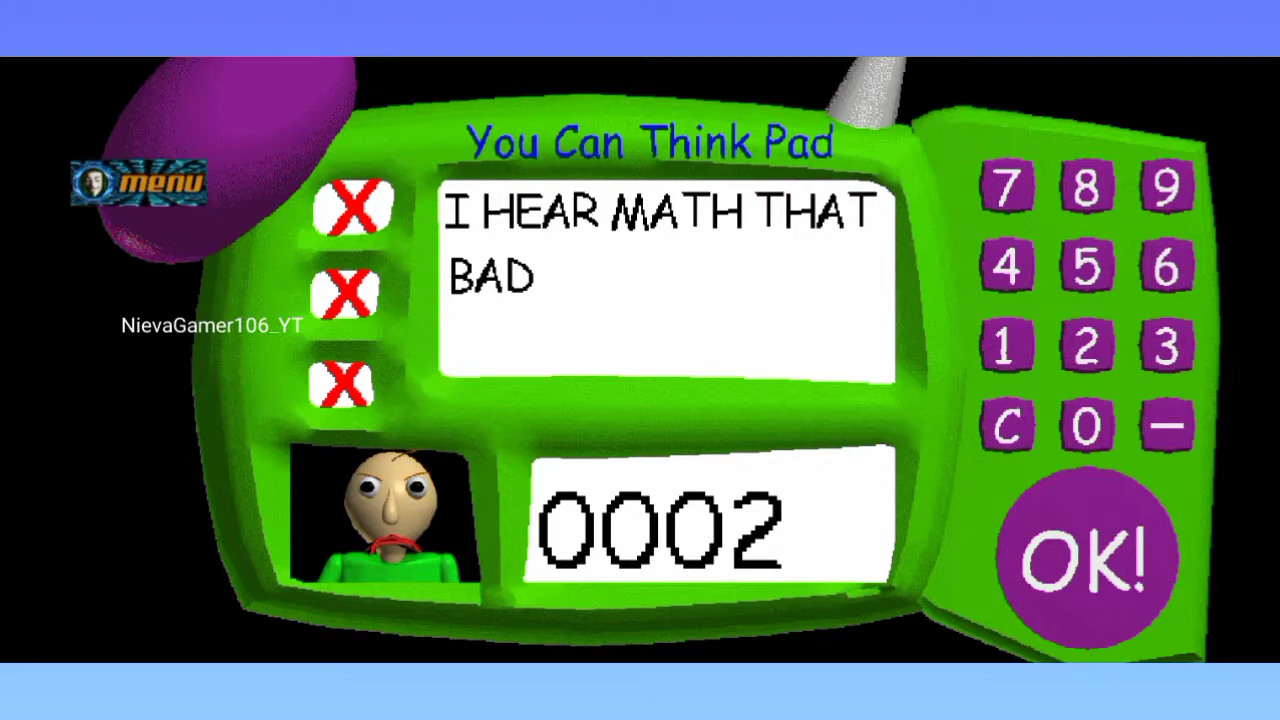 You Can Think Pad
menu
I HEAR MATH THAT
BAD
NievaGamer106_YT
0002
7 8 9
4 5 6
1 2 3
C 0 -
OK!